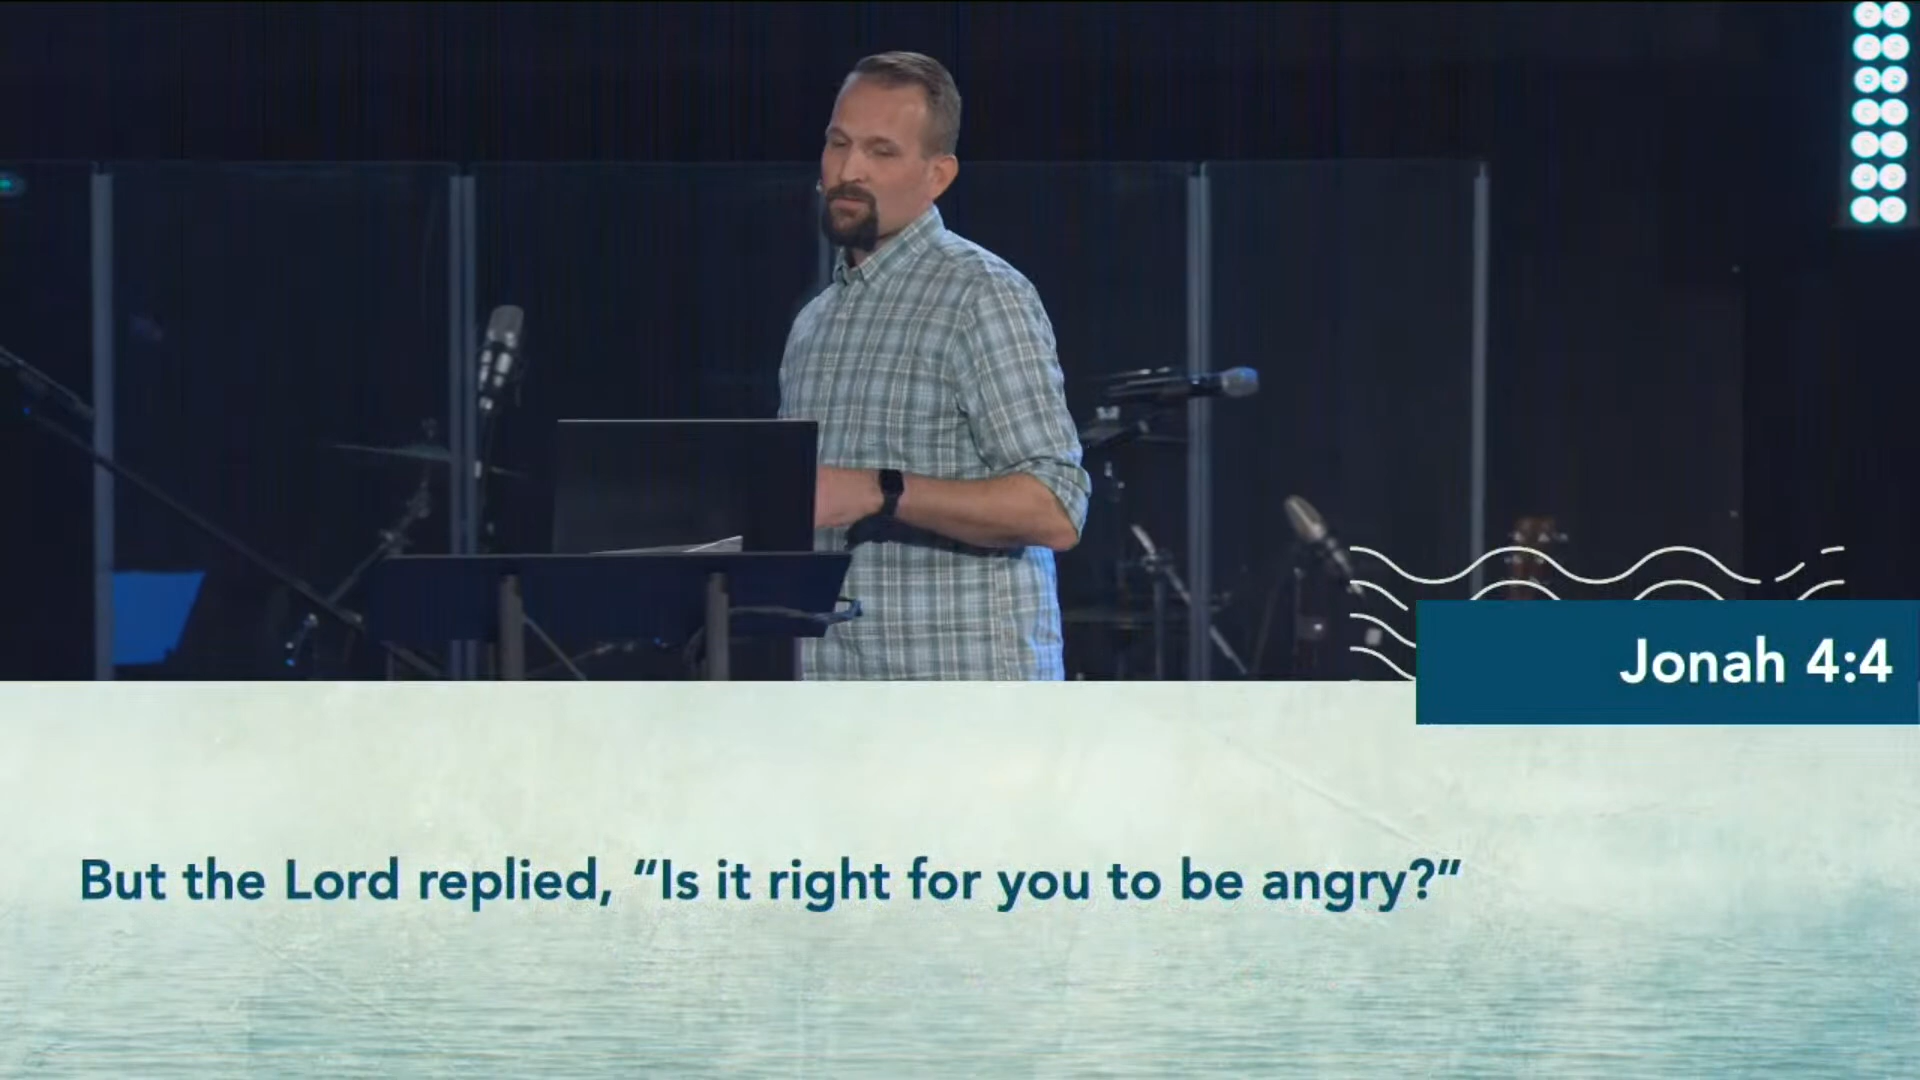 Jonah 4:4
But the Lord replied, “Is it right for you to be angry?”